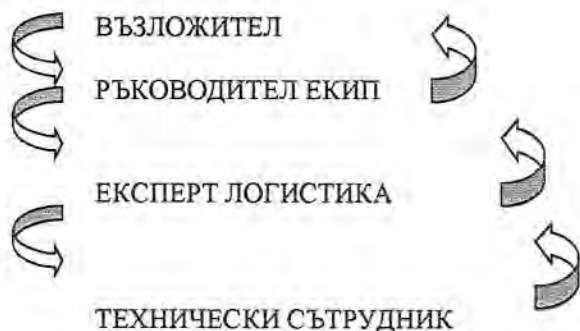 ВЪЗЛОЖИТЕЛ
РЪКОВОДИТЕЛ ЕКИП
ЕКСПЕРТ ЛОГИСТИКА
ТЕХНИЧЕСКИ СЪТРУДНИК